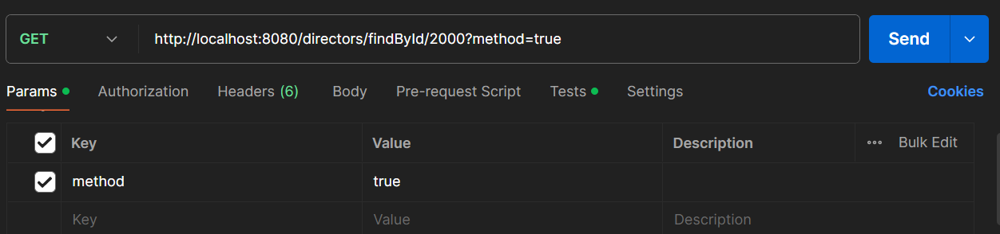 GET http://localhost:8080/directors/findById/2000?method=true Send
Params Authorization Headers (6) Body Pre-request Script Tests Settings Cookies
Key Value Description Bulk Edit
method true
Key Value Description